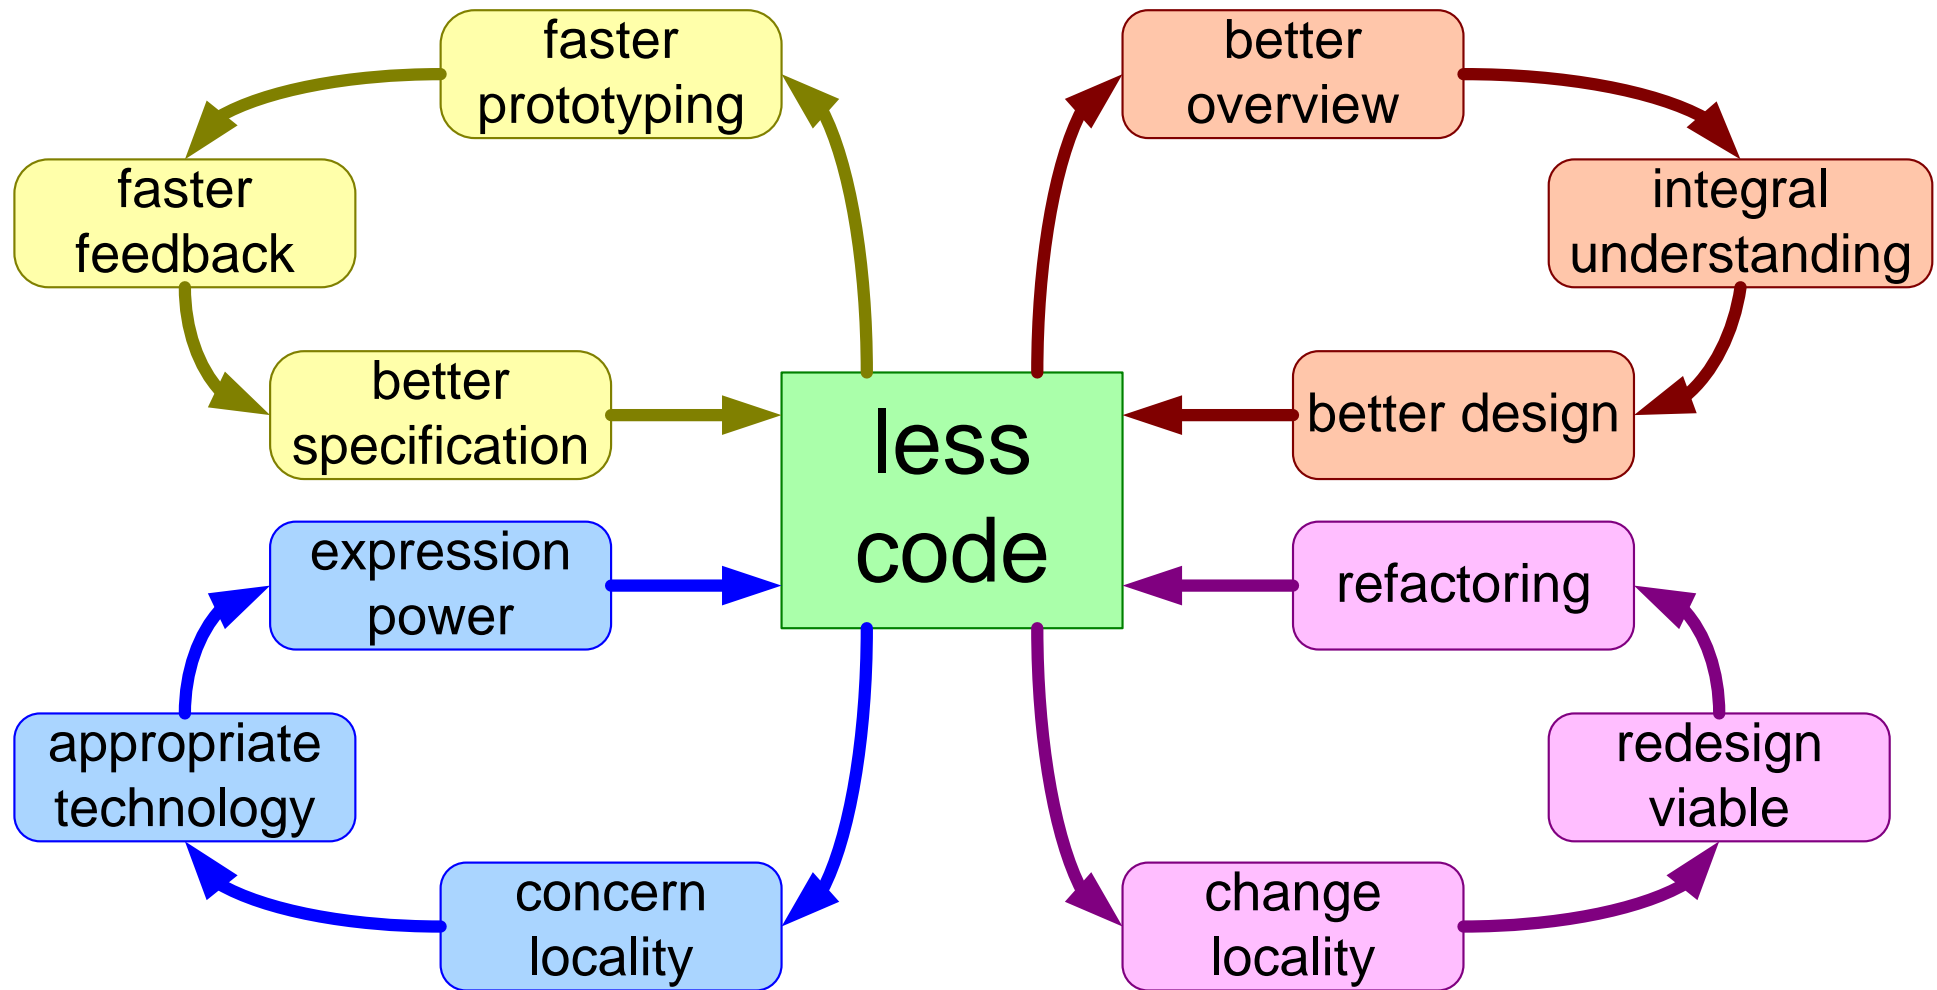 faster
prototyping
better
overview
faster
feedback
integral
understanding
better
specification
less
code
better design
expression
power
refactoring
appropriate
technology
redesign
viable
concern
locality
change
locality